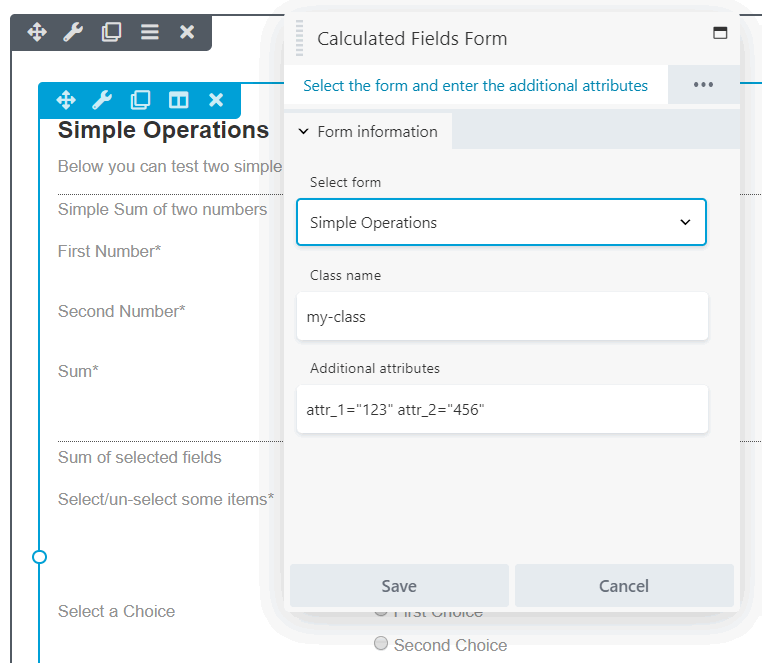 Calculated Fields Form
Select the form and enter the additional attributes
Form information
Select form
Simple Operations
Class name
my-class
Additional attributes
attr_1="123" attr_2="456"
Save
Cancel
Simple Operations
Below you can test two simple
Simple Sum of two numbers
First Number*
Second Number*
Sum*
Sum of selected fields
Select/un-select some items*
Select a Choice
First Choice
Second Choice